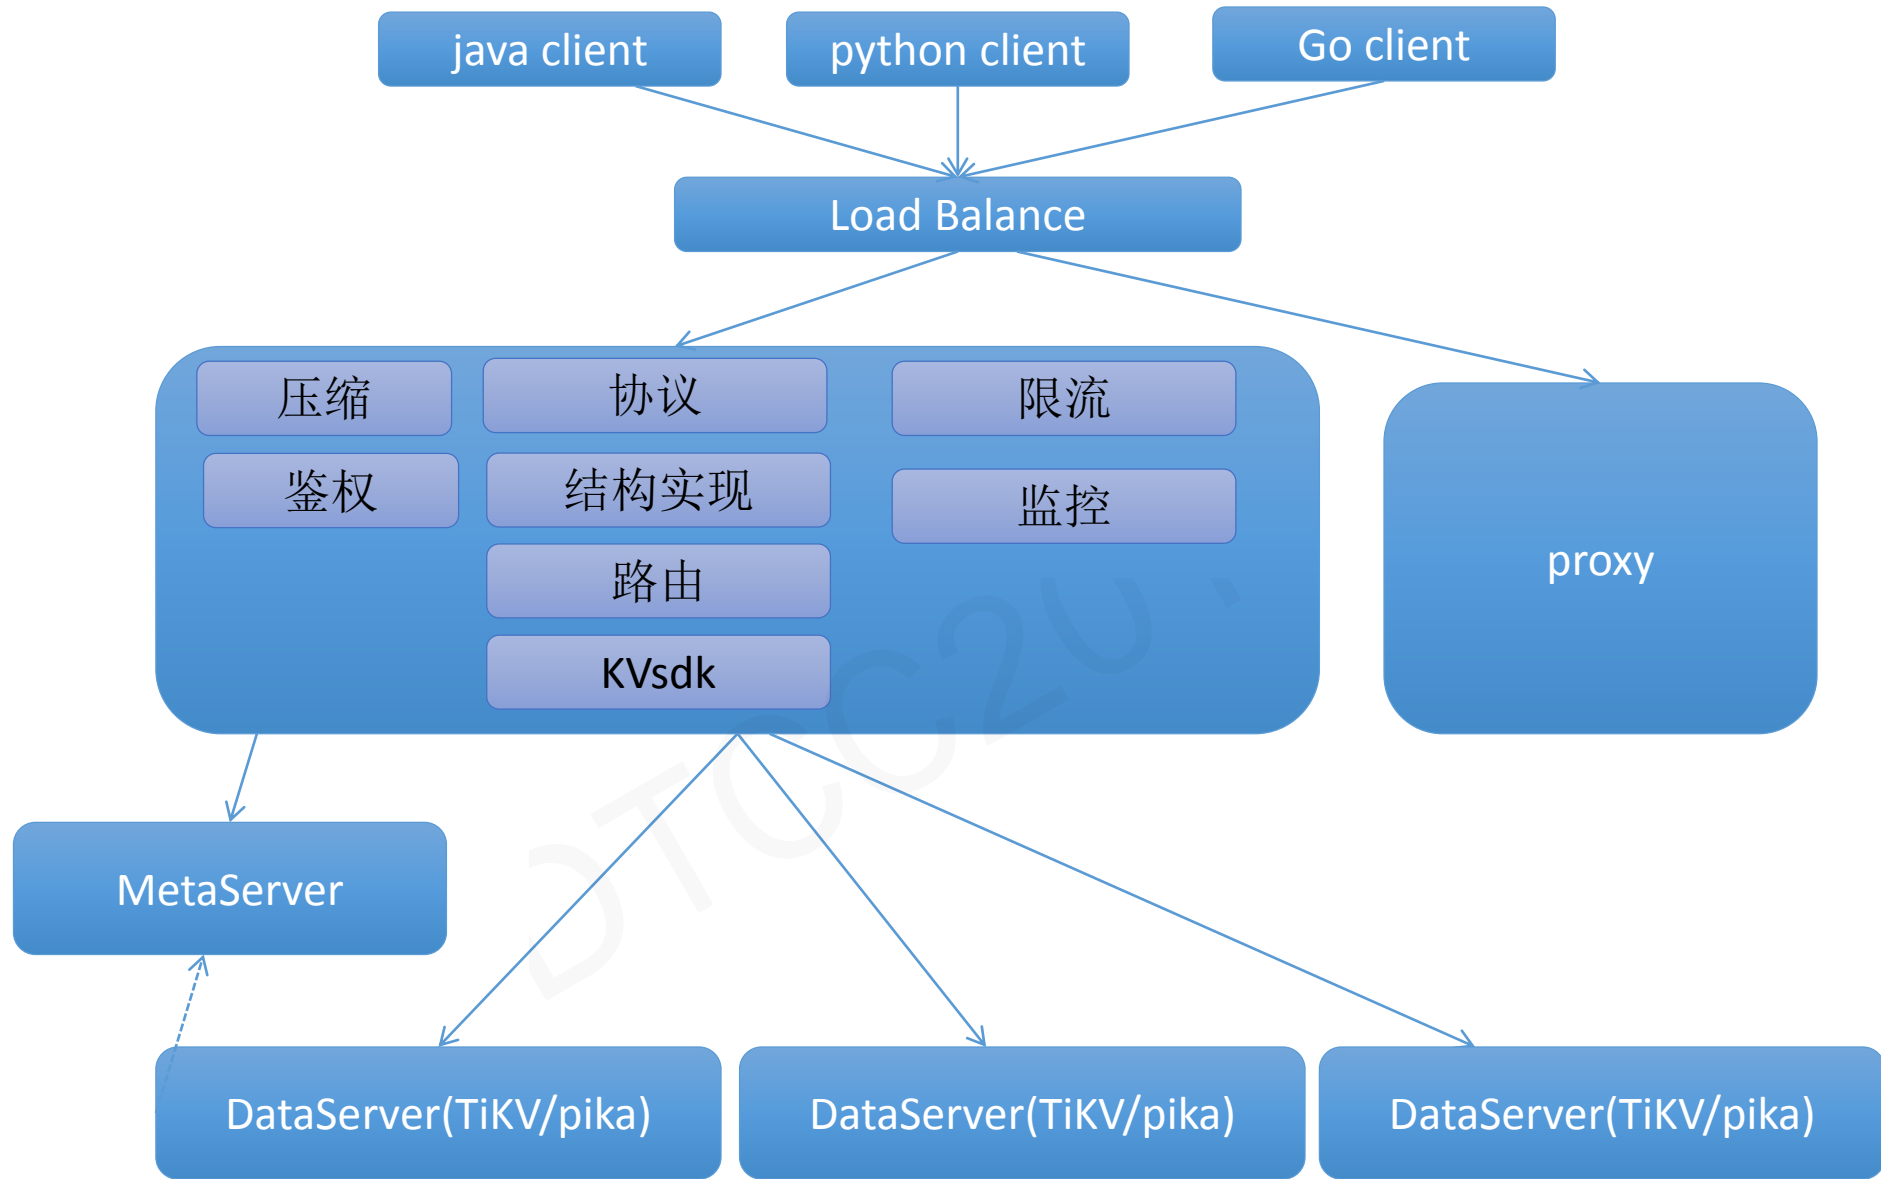 java client
python client
Go client
Load Balance
压缩
协议
限流
鉴权
结构实现
监控
路由
KVsdk
proxy
MetaServer
DataServer(TiKV/pika)
DataServer(TiKV/pika)
DataServer(TiKV/pika)